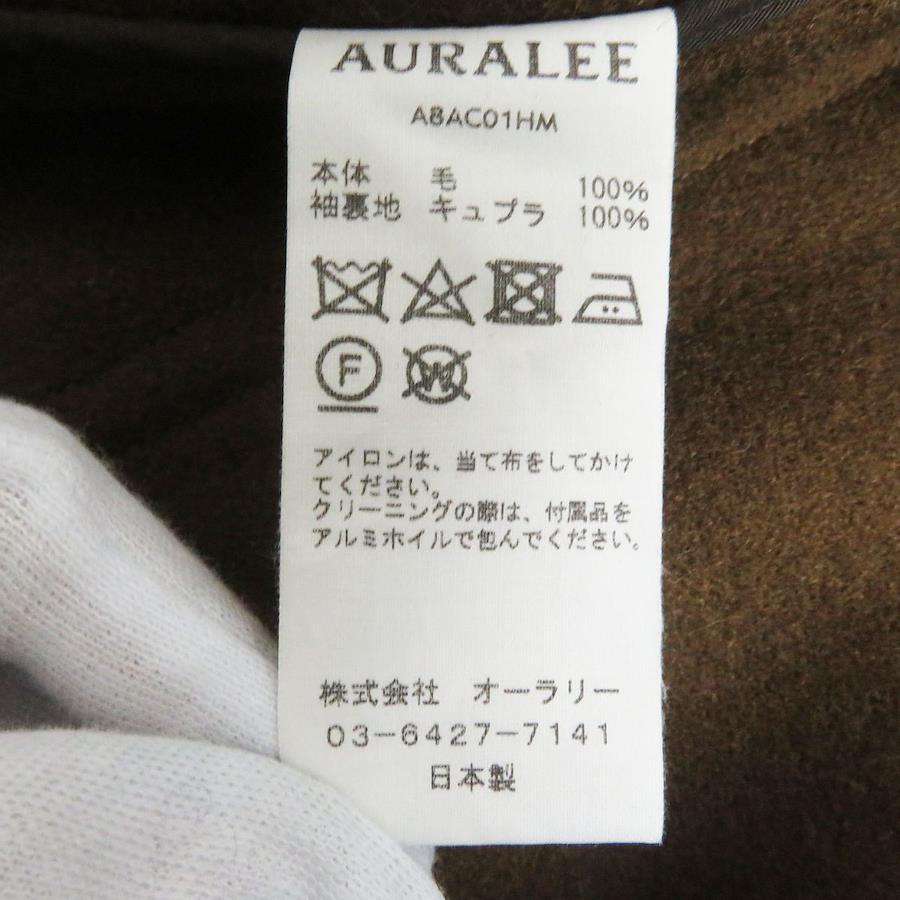 AURALEE
A8AC01HM
本体 毛 100%
袖裏地 キュプラ 100%
F
W
アイロンは、当て布をしてかけ
てください。
クリーニングの際は、付属品を
アルミホイルで包んでください。
株式会社 オーラリー
03-6427-7141
日本製